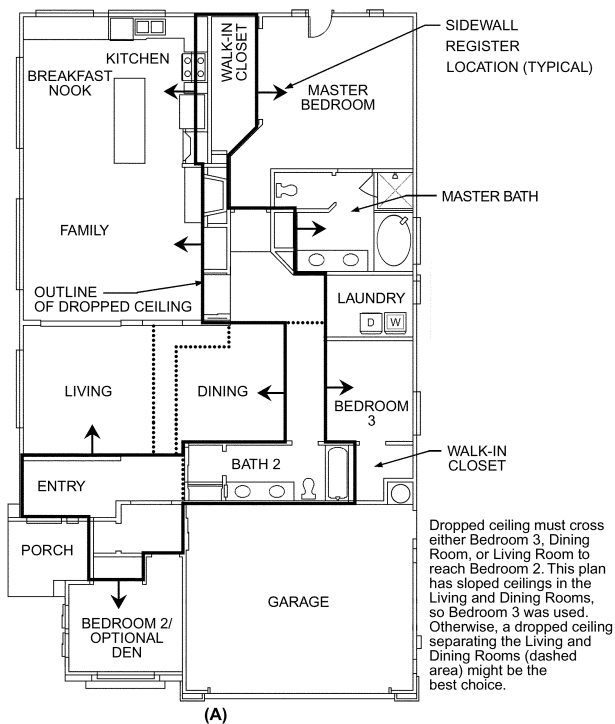 SIDEWALL
REGISTER
LOCATION (TYPICAL)
KITCHEN
WALK-IN
CLOSET
BREAKFAST
NOOK
MASTER
BEDROOM
MASTER BATH
FAMILY
OUTLINE
OF DROPPED CEILING
LAUNDRY
D
W
LIVING
DINING
BEDROOM
3
WALK-IN
CLOSET
BATH 2
ENTRY
PORCH
GARAGE
BEDROOM 2/
OPTIONAL
DEN
Dropped ceiling must cross
either Bedroom 3, Dining
Room, or Living Room to
reach Bedroom 2. This plan
has sloped ceilings in the
Living and Dining Rooms,
so Bedroom 3 was used.
Otherwise, a dropped ceiling
separating the Living and
Dining Rooms (dashed
area) might be the
best choice.
(A)